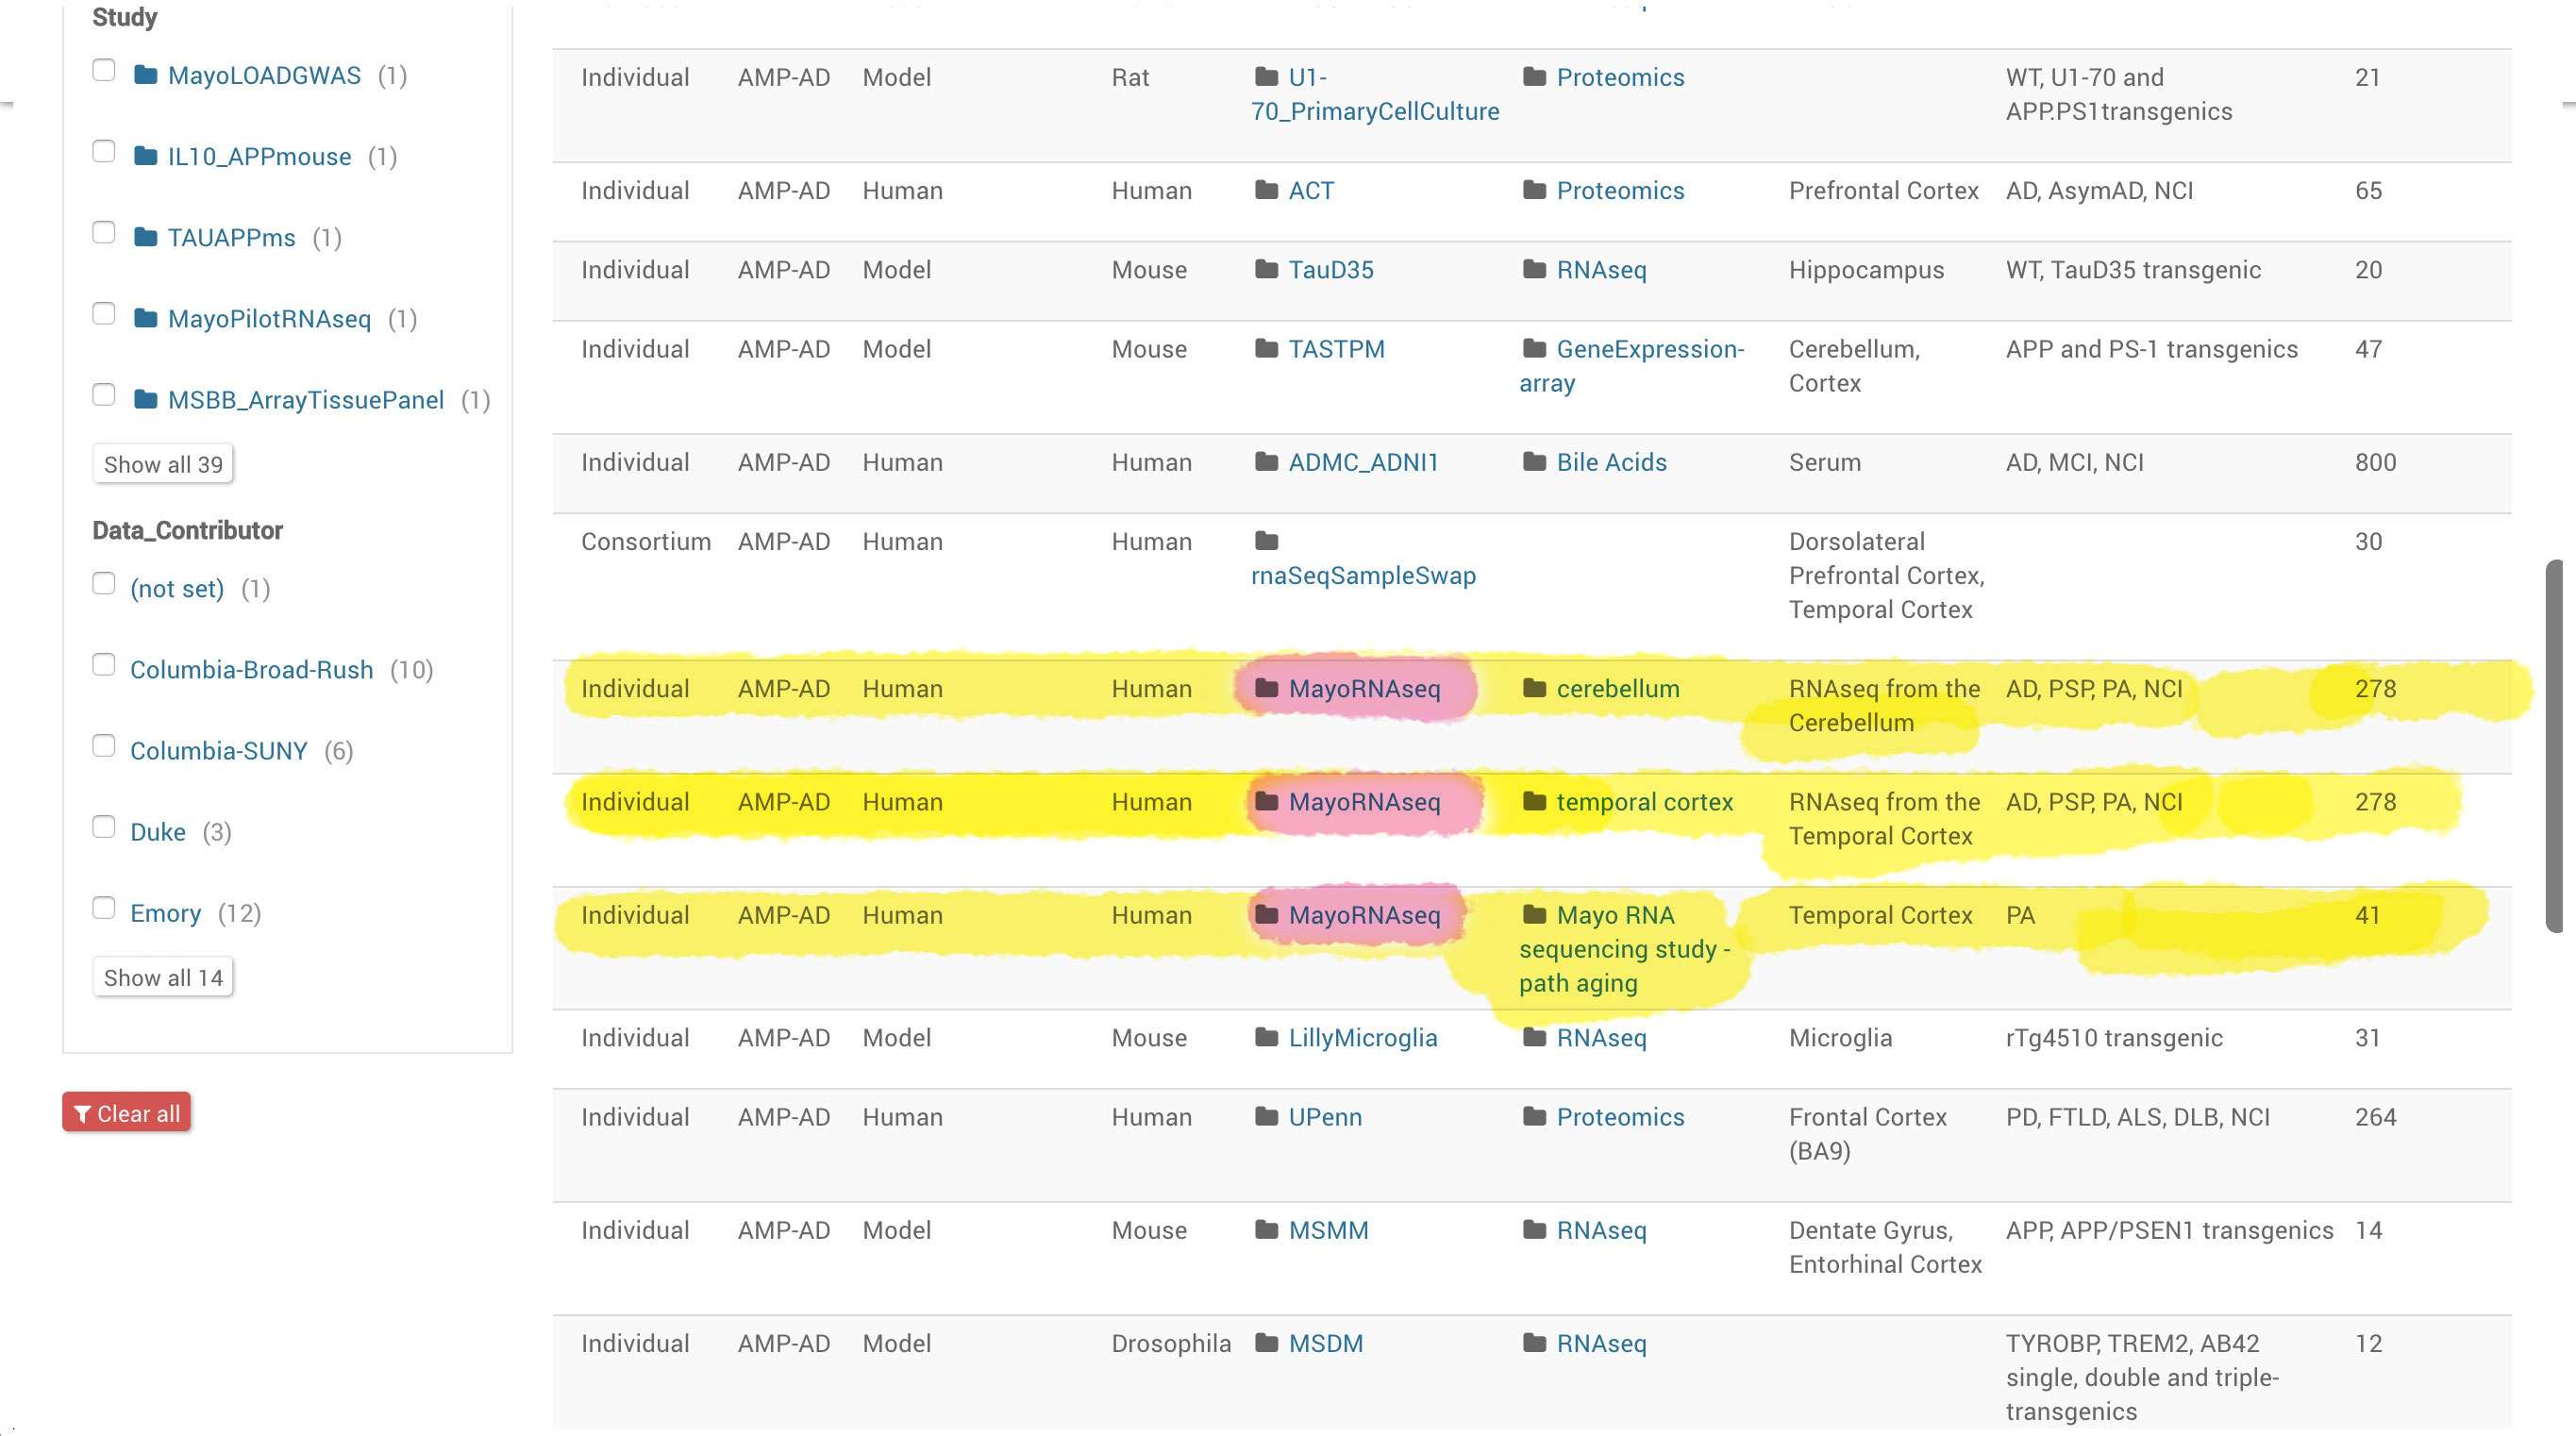 Study
MayoLOADGWAS (1)
IL10_APPmouse (1)
TAUAPPms (1)
MayoPilotRNAseq (1)
MSBB_ArrayTissuePanel (1)
Show all 39
Data_Contributor
(not set) (1)
Columbia-Broad-Rush (10)
Columbia-SUNY (6)
Duke (3)
Emory (12)
Show all 14
Clear all
Individual AMP-AD Model Rat U1- Proteomics WT, U1-70 and 21
70_PrimaryCellCulture APP.PS1transgenics
Individual AMP-AD Human Human ACT Proteomics Prefrontal Cortex AD, AsymAD, NCI 65
Individual AMP-AD Model Mouse TauD35 RNAseq Hippocampus WT, TauD35 transgenic 20
Individual AMP-AD Model Mouse TASTPM GeneExpression- Cerebellum, APP and PS-1 transgenics 47
array Cortex
Individual AMP-AD Human Human ADMC_ADNI1 Bile Acids Serum AD, MCI, NCI 800
Consortium AMP-AD Human Human Dorsolateral 30
rnaSeqSampleSwap Prefrontal Cortex,
Temporal Cortex
Individual AMP-AD Human Human MayoRNAseq cerebellum RNAseq from the AD, PSP, PA, NCI 278
Cerebellum
Individual AMP-AD Human Human MayoRNAseq temporal cortex RNAseq from the AD, PSP, PA, NCI 278
Temporal Cortex
Individual AMP-AD Human Human MayoRNAseq Mayo RNA Temporal Cortex PA 41
sequencing study -
path aging
Individual AMP-AD Model Mouse LillyMicroglia RNAseq Microglia rTg4510 transgenic 31
Individual AMP-AD Human Human UPenn Proteomics Frontal Cortex PD, FTLD, ALS, DLB, NCI 264
(BA9)
Individual AMP-AD Model Mouse MSMM RNAseq Dentate Gyrus, APP, APP/PSEN1 transgenics 14
Entorhinal Cortex
Individual AMP-AD Model Drosophila MSDM RNAseq TYROBP, TREM2, AB42 12
single, double and triple-
transgenics